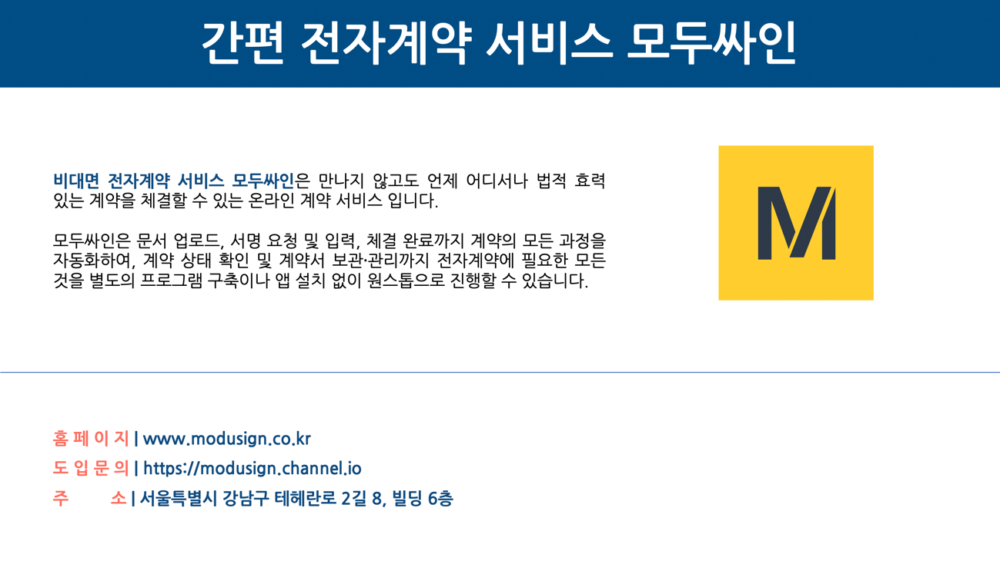 간편 전자계약 서비스 모두싸인
비대면 전자계약 서비스 모두싸인은 만나지 않고도 언제 어디서나 법적 효력
있는 계약을 체결할 수 있는 온라인 계약 서비스 입니다.
모두싸인은 문서 업로드, 서명 요청 및 입력, 체결 완료까지 계약의 모든 과정을
자동화하여, 계약 상태 확인 및 계약서 보관·관리까지 전자계약에 필요한 모든
것을 별도의 프로그램 구축이나 앱 설치 없이 원스톱으로 진행할 수 있습니다.
M
홈 페 이 지 | www.modusign.co.kr
도 입 문 의 | https://modusign.channel.io
주 소 | 서울특별시 강남구 테헤란로 2길 8, 빌딩 6층